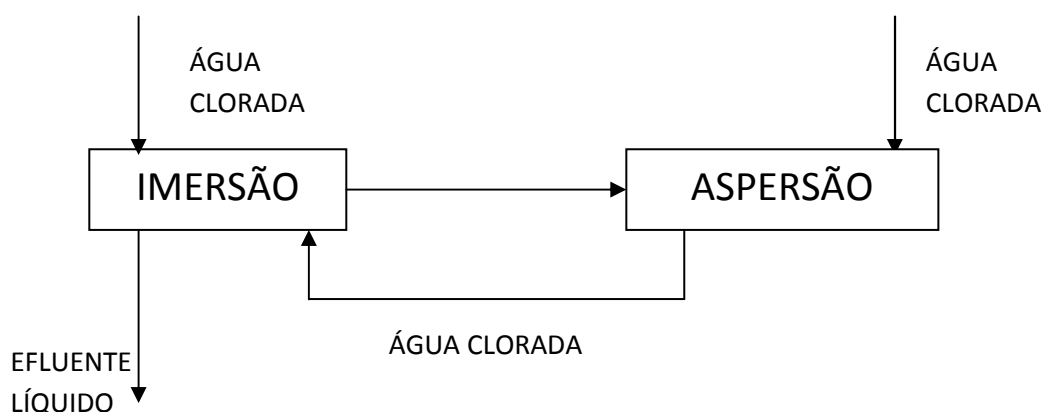 ÁGUA
CLORADA
ÁGUA
CLORADA
IMERSÃO
ASPERSÃO
ÁGUA CLORADA
EFLUENTE
LÍQUIDO